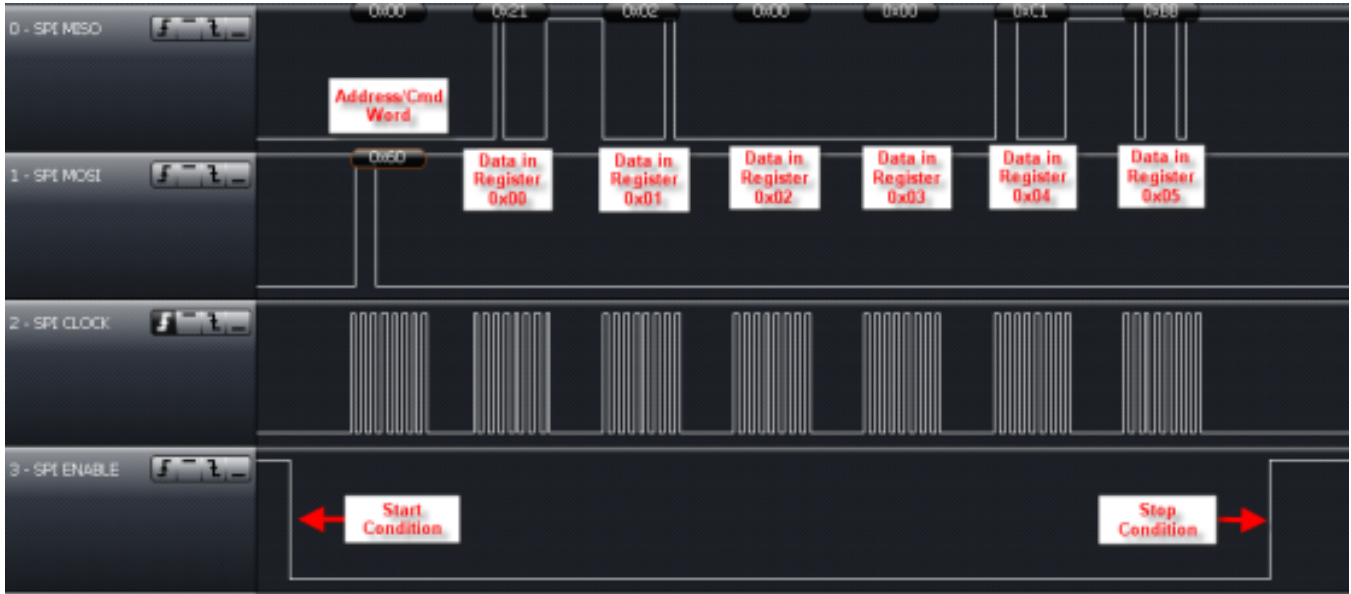 0x00 0x21 0x02 0x00 0x00 0xC1 0xBB
0 - SPI MISO
Address/Cmd
Word
0x60
1 - SPI MOSI
Data in
Register
0x00
Data in
Register
0x01
Data in
Register
0x02
Data in
Register
0x03
Data in
Register
0x04
Data in
Register
0x05
2 - SPI CLOCK
3 - SPI ENABLE
Start
Condition
Stop
Condition